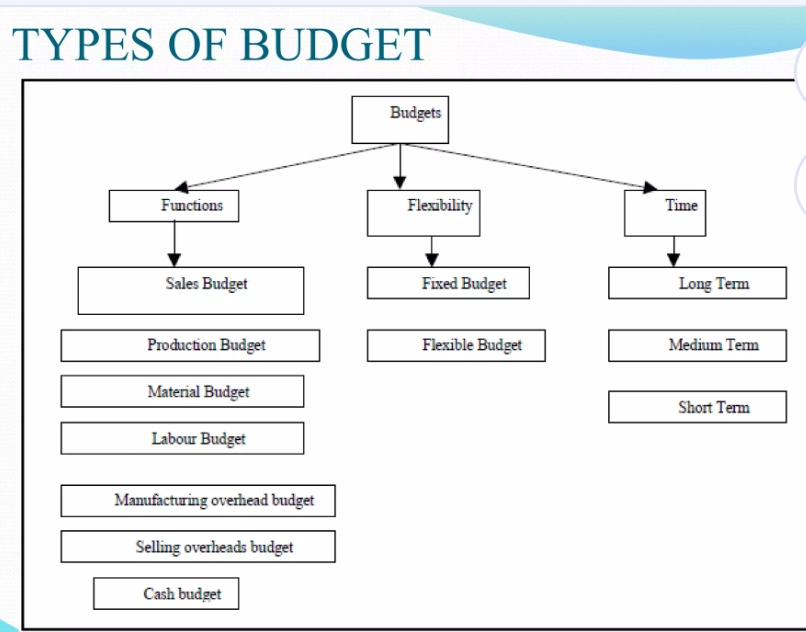 TYPES OF BUDGET
Budgets
Functions
Flexibility
Time
Sales Budget
Fixed Budget
Long Term
Production Budget
Flexible Budget
Medium Term
Material Budget
Short Term
Labour Budget
Manufacturing overhead budget
Selling overheads budget
Cash budget